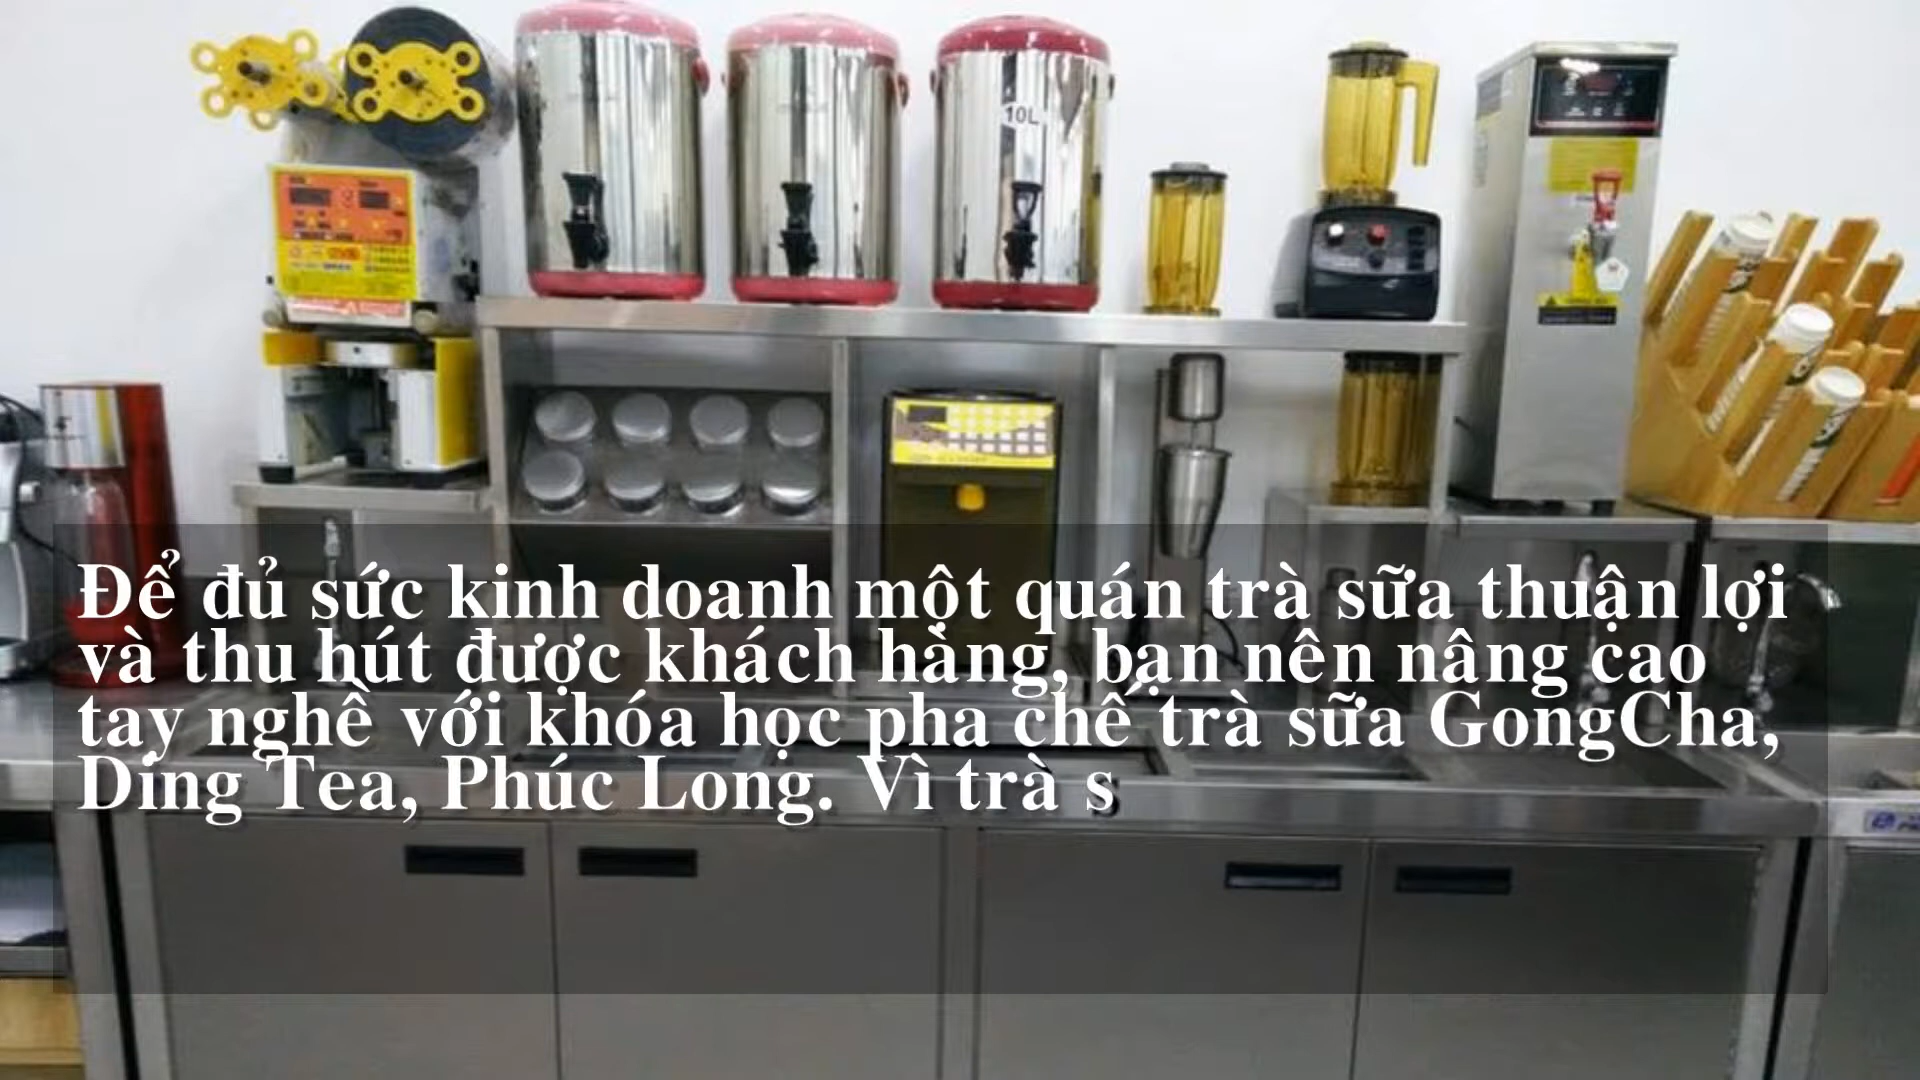 10L
Để đủ sức kinh doanh một quán trà sữa thuận lợi
và thu hút được khách hàng, bạn nên nâng cao
tay nghề với khóa học pha chế trà sữa GongCha,
Ding Tea, Phúc Long. Vì trà s